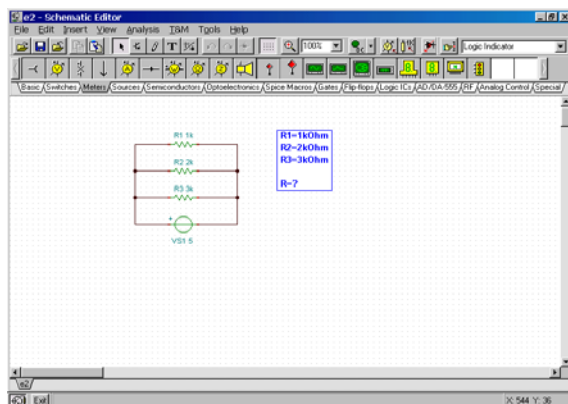 e2 - Schematic Editor
File Edit Insert View Analysis T&M Tools Help
100% Logic Indicator
Basic Switches Meters Sources Semiconductors Optoelectronics Spice Macros Gates Flip-flops Logic ICs AD/DA-555 RF Analog Control Special
R1 1k
R2 2k
R3 3k
+
VS1 5
R1=1kOhm
R2=2kOhm
R3=3kOhm
R=?
e2
Exit X: 544 Y: 36